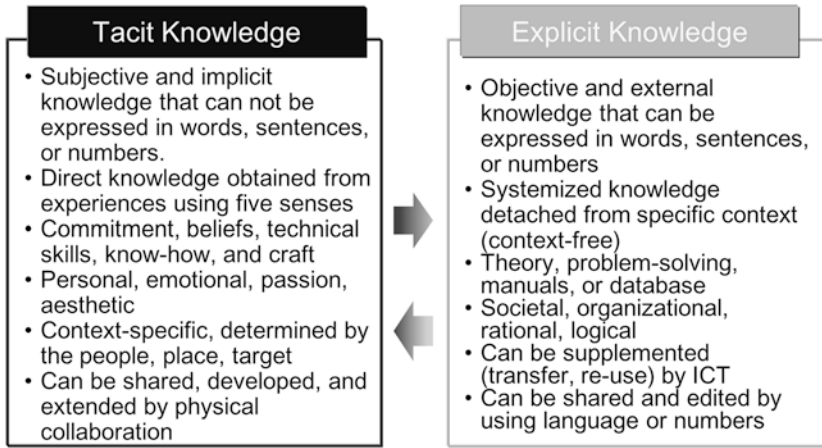 Tacit Knowledge
• Subjective and implicit
knowledge that can not be
expressed in words, sentences,
or numbers.
• Direct knowledge obtained from
experiences using five senses
• Commitment, beliefs, technical
skills, know-how, and craft
• Personal, emotional, passion,
aesthetic
• Context-specific, determined by
the people, place, target
• Can be shared, developed, and
extended by physical
collaboration
Explicit Knowledge
• Objective and external
knowledge that can be
expressed in words, sentences,
or numbers
• Systemized knowledge
detached from specific context
(context-free)
• Theory, problem-solving,
manuals, or database
• Societal, organizational,
rational, logical
• Can be supplemented
(transfer, re-use) by ICT
• Can be shared and edited by
using language or numbers